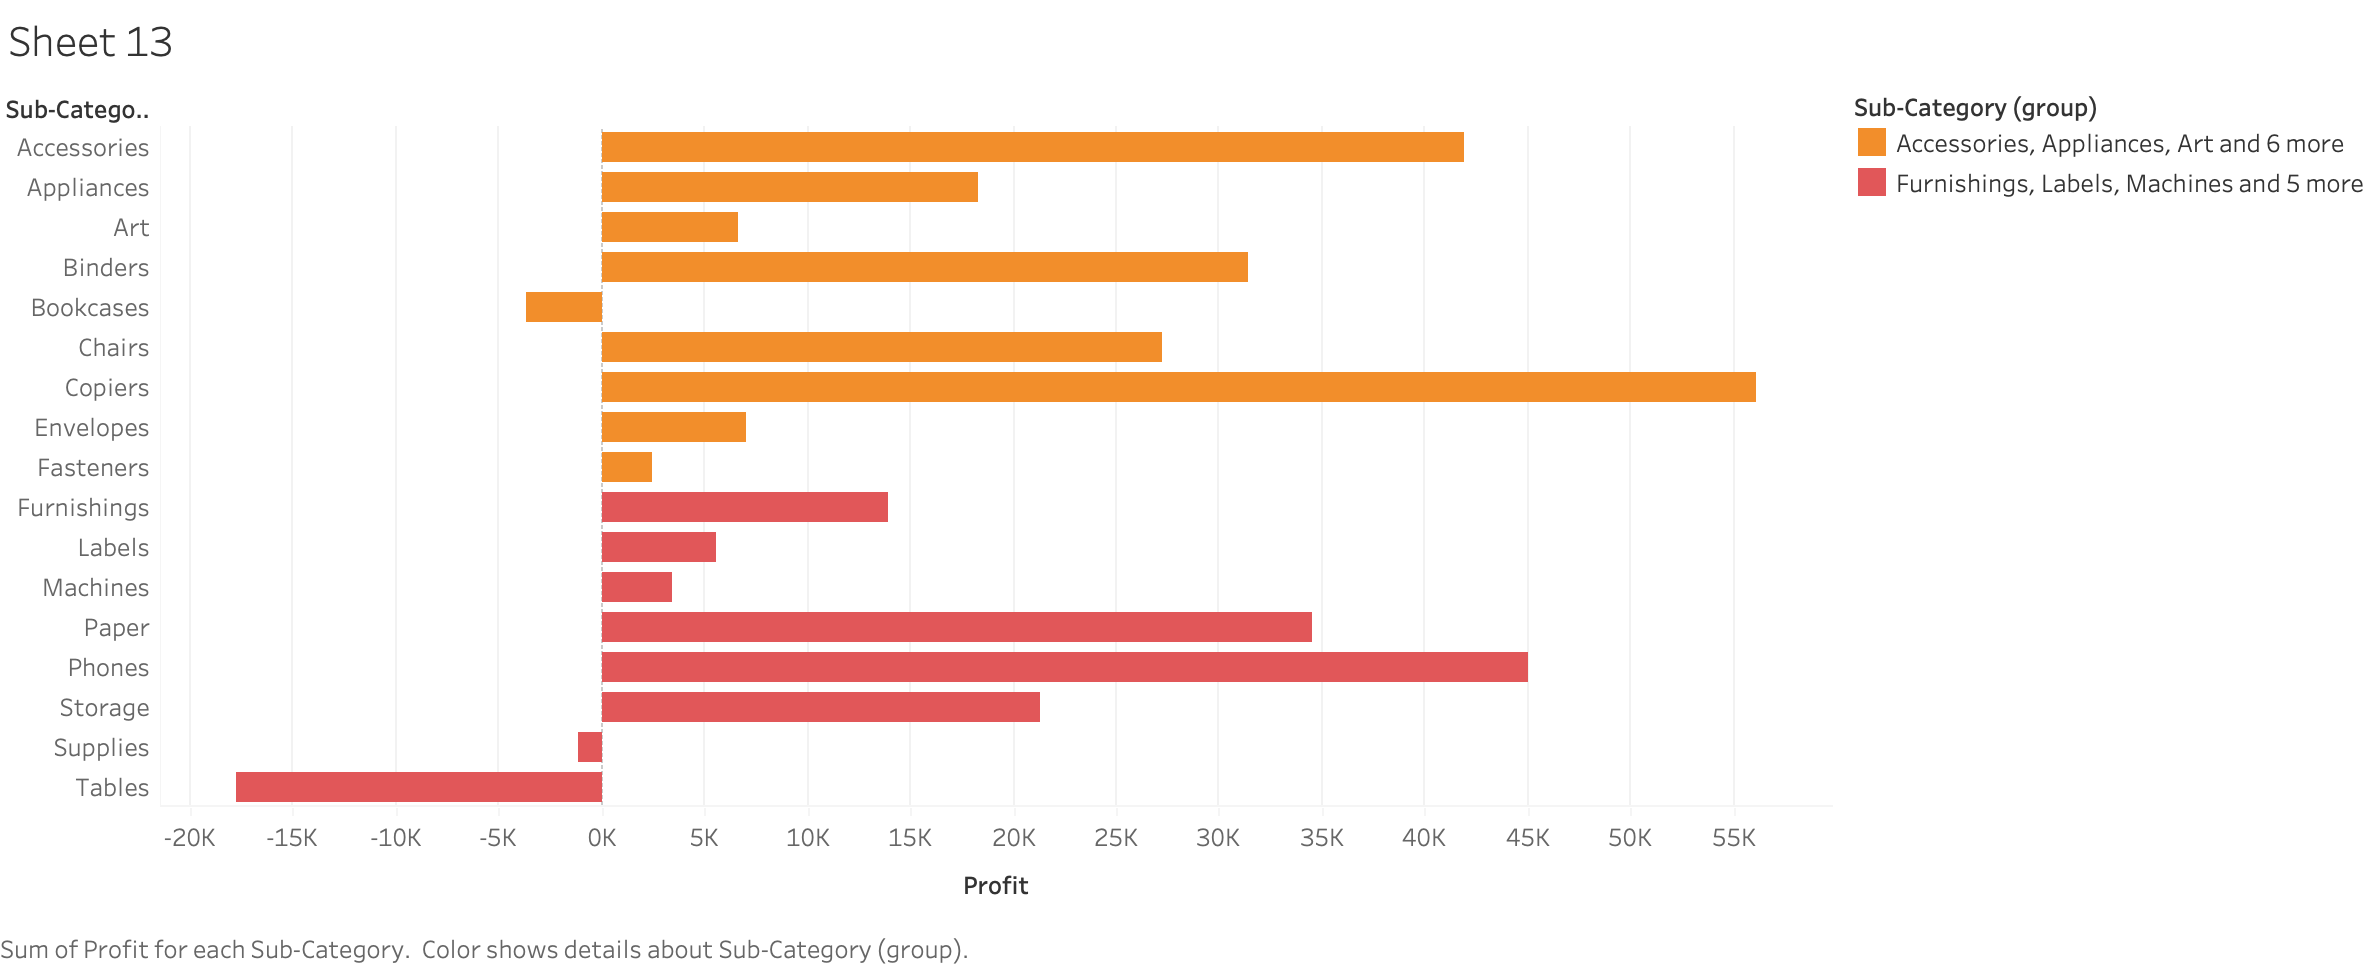 Sheet 13
Sub-Catego..
Accessories
Appliances
Art
Binders
Bookcases
Chairs
Copiers
Envelopes
Fasteners
Furnishings
Labels
Machines
Paper
Phones
Storage
Supplies
Tables
-20K -15K -10K -5K 0K 5K 10K 15K 20K 25K 30K 35K 40K 45K 50K 55K
Profit
Sub-Category (group)
Accessories, Appliances, Art and 6 more
Furnishings, Labels, Machines and 5 more
Sum of Profit for each Sub-Category.  Color shows details about Sub-Category (group).